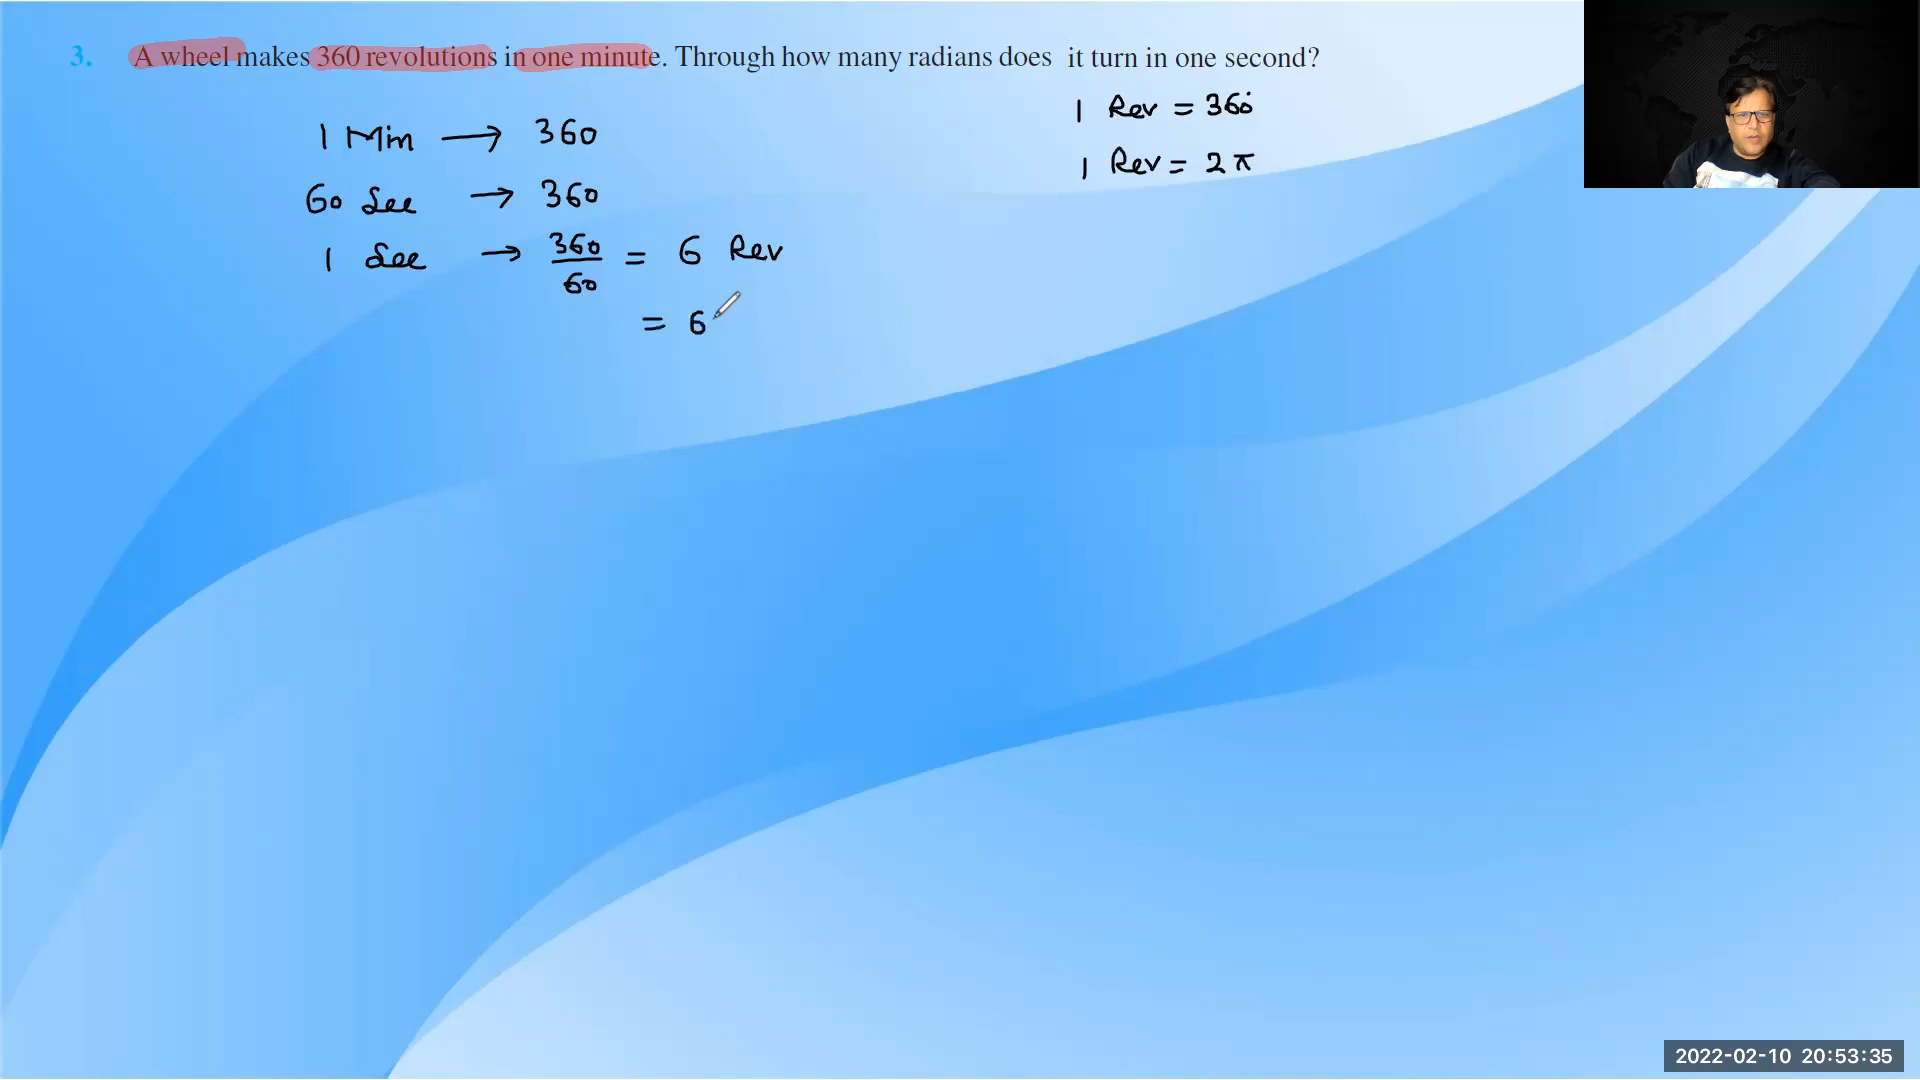 3. A wheel makes 360 revolutions in one minute. Through how many radians does it turn in one second?
1 Rev = 360°
1 Min → 360
1 Rev = 2π
60 Sec → 360
1 Sec → 360/60 = 6 Rev
= 6
2022-02-10 20:53:35